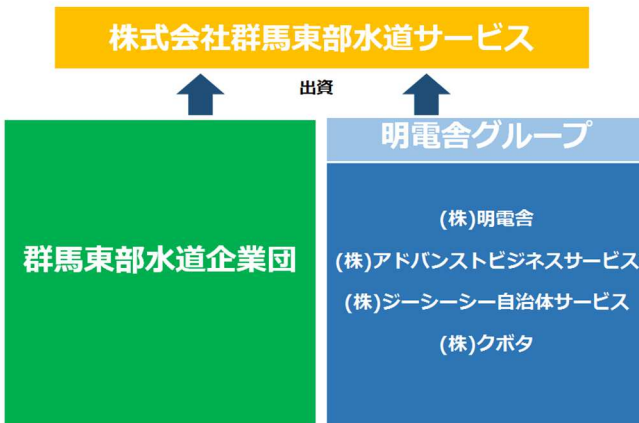 株式会社群馬東部水道サービス
出資
明電舎グループ
群馬東部水道企業団
(株)明電舎
(株)アドバンストビジネスサービス
(株)ジーシーシー自治体サービス
(株)クボタ